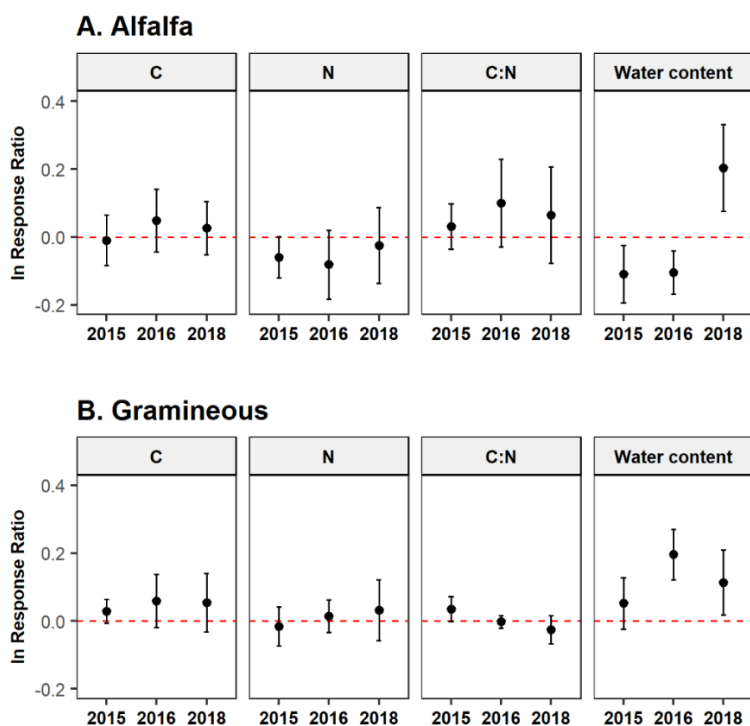 A. Alfalfa
C N C:N Water content
ln Response Ratio
0.4
0.2
0.0
-0.2
2015 2016 2018 2015 2016 2018 2015 2016 2018 2015 2016 2018
B. Gramineous
C N C:N Water content
ln Response Ratio
0.4
0.2
0.0
-0.2
2015 2016 2018 2015 2016 2018 2015 2016 2018 2015 2016 2018